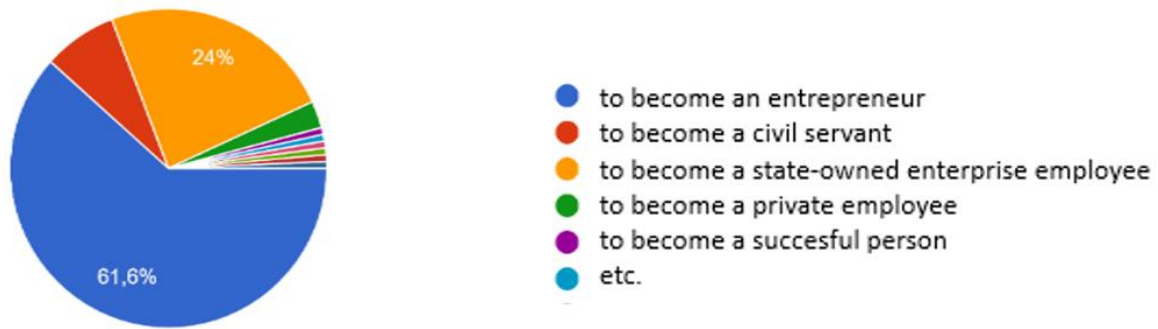 24%
61,6%
to become an entrepreneur
to become a civil servant
to become a state-owned enterprise employee
to become a private employee
to become a succesful person
etc.